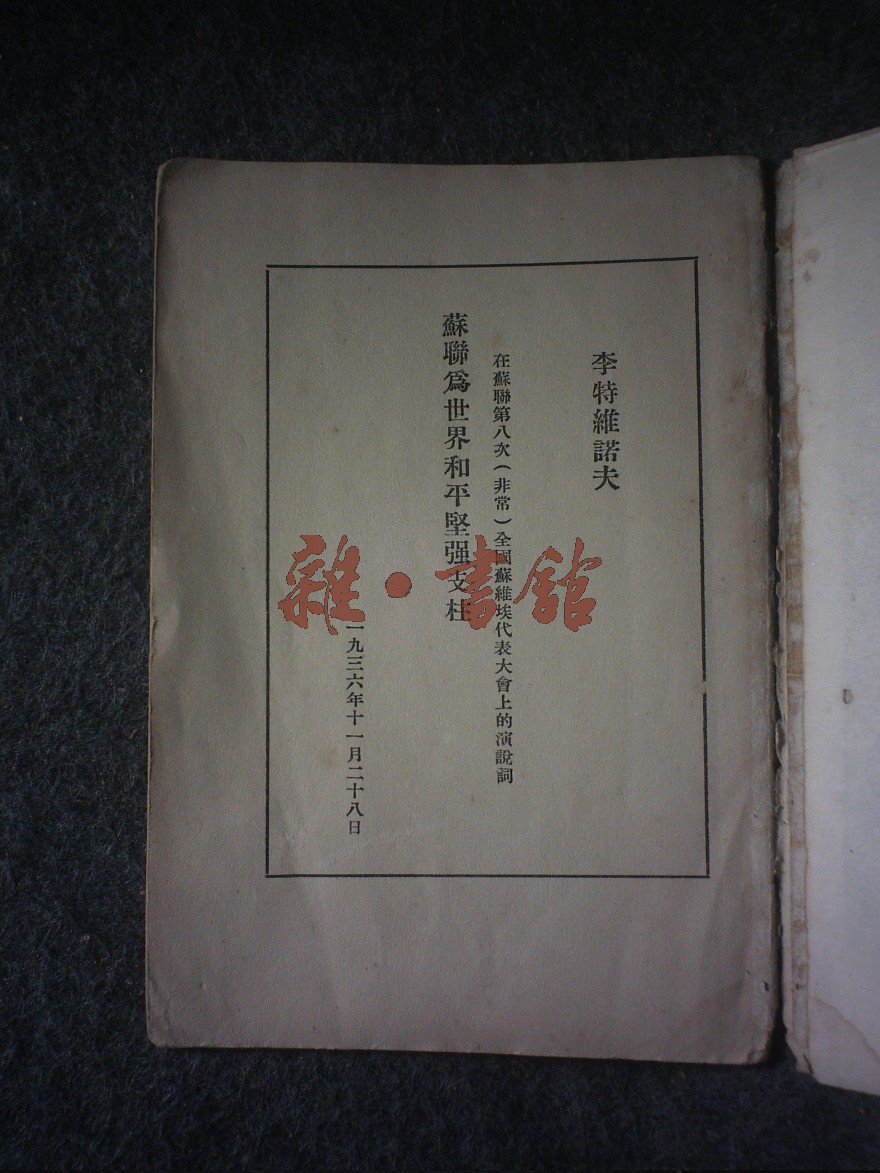 李特維諾夫
在蘇聯第八次(非常)全國蘇維埃代表大會上的演說詞
蘇聯爲世界和平堅强支柱
一九三六年十一月二十八日
雜·書館